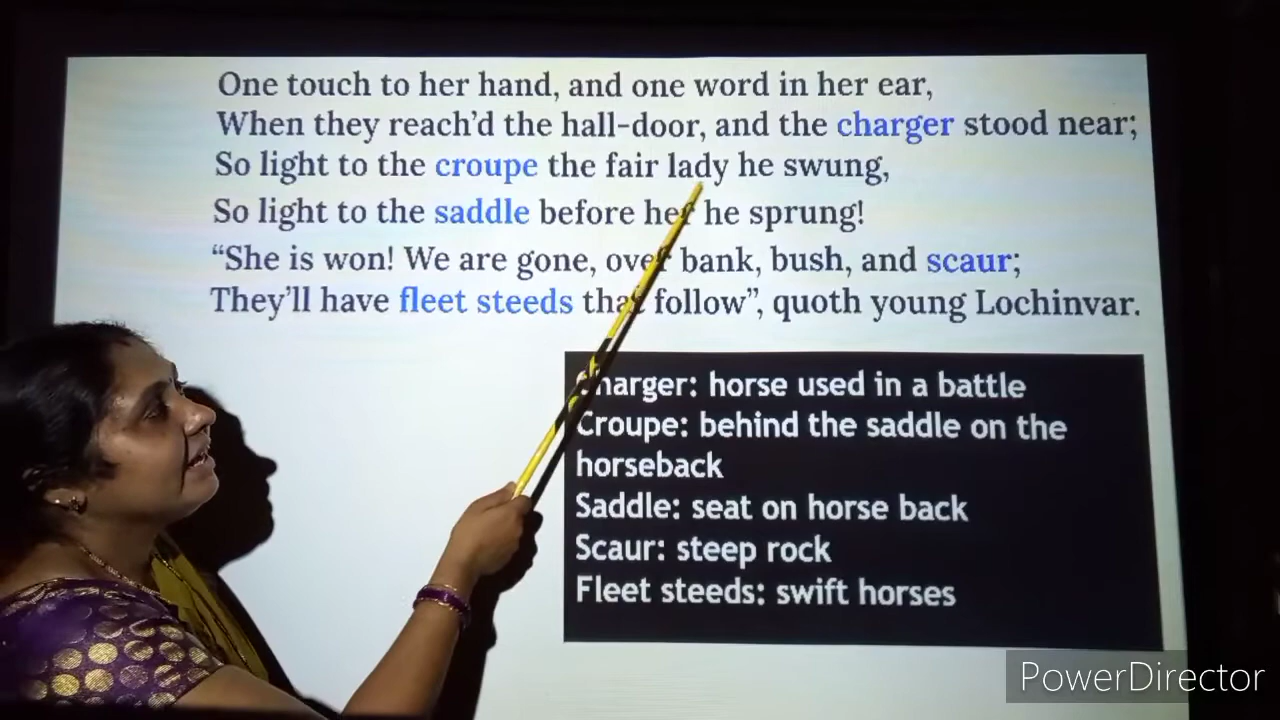 One touch to her hand, and one word in her ear,
When they reach'd the hall-door, and the charger stood near;
So light to the croupe the fair lady he swung,
So light to the saddle before her he sprung!
“She is won! We are gone, over bank, bush, and scaur;
They'll have fleet steeds that follow”, quoth young Lochinvar.
Charger: horse used in a battle
Croupe: behind the saddle on the
horseback
Saddle: seat on horse back
Scaur: steep rock
Fleet steeds: swift horses
PowerDirector